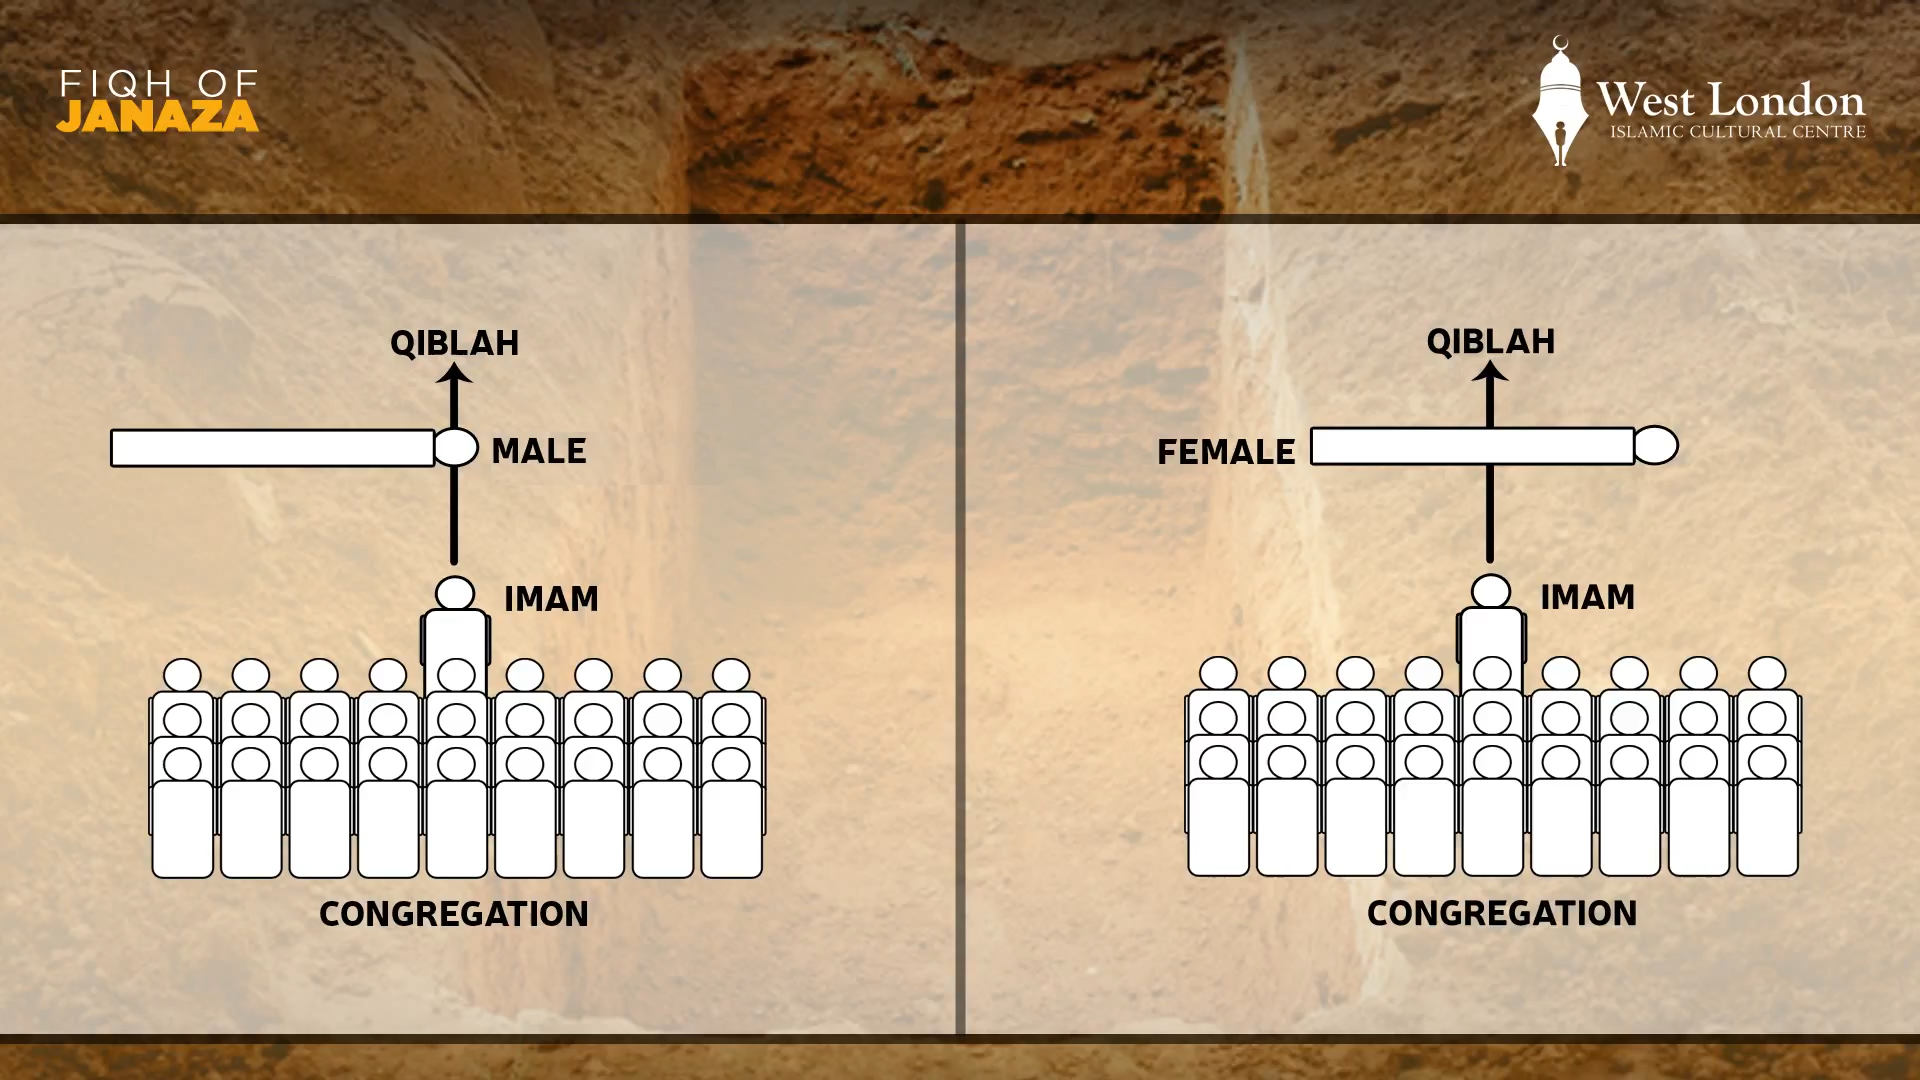 FIQH OF
JANAZA
West London
ISLAMIC CULTURAL CENTRE
QIBLAH
MALE
IMAM
CONGREGATION
QIBLAH
FEMALE
IMAM
CONGREGATION